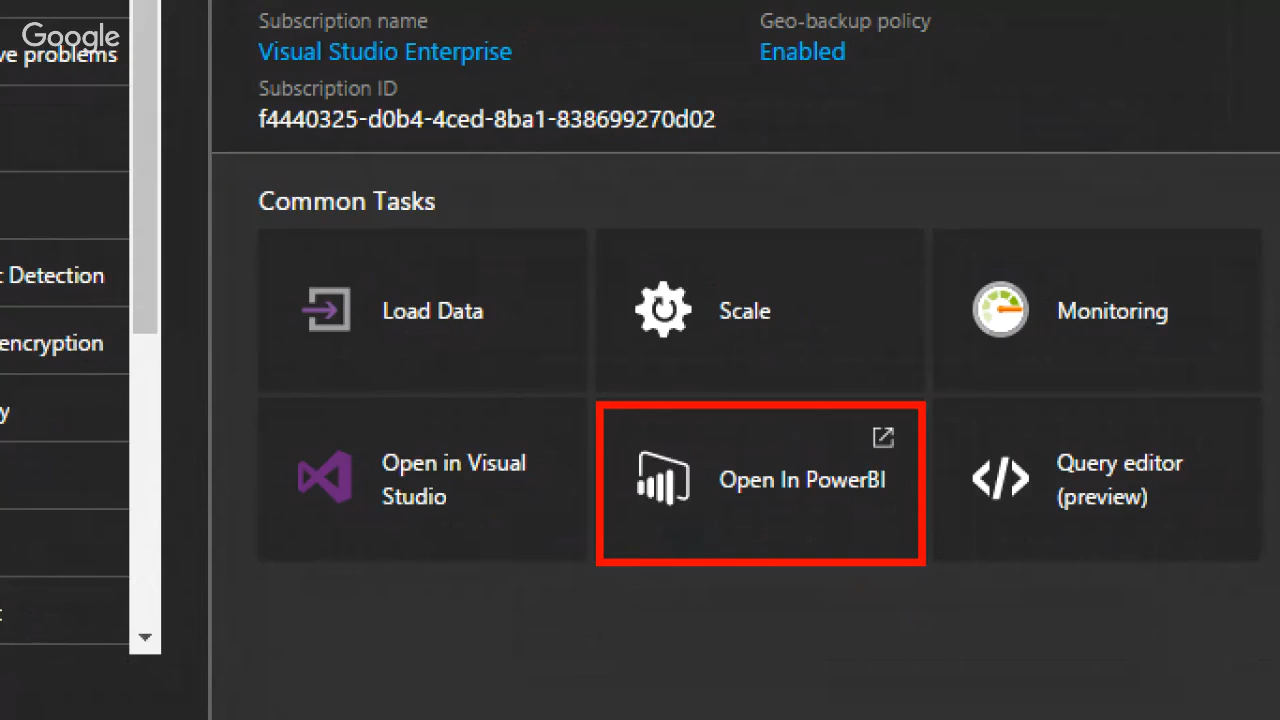 Google
ve problems
t Detection
encryption
y
Subscription name
Visual Studio Enterprise
Subscription ID
f4440325-d0b4-4ced-8ba1-838699270d02
Geo-backup policy
Enabled
Common Tasks
Load Data
Scale
Monitoring
Open in Visual
Studio
Open In PowerBI
Query editor
(preview)